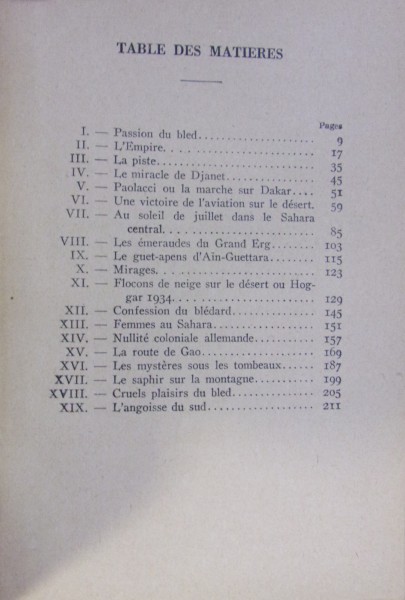 TABLE DES MATIERES
Pages
I. — Passion du bled. . . . . . . . . . . . . . . . . . . 9
II. — L'Empire. . . . . . . . . . . . . . . . . . . . . . . . 17
III. — La piste. . . . . . . . . . . . . . . . . . . . . . . . . 35
IV. — Le miracle de Djanet. . . . . . . . . . . . . . . 45
V. — Paolacci ou la marche sur Dakar. . . . 51
VI. — Une victoire de l'aviation sur le désert. 59
VII. — Au soleil de juillet dans le Sahara
central. . . . . . . . . . . . . . . . . . . . . . . 85
VIII. — Les émeraudes du Grand Erg. . . . . . . . 103
IX. — Le guet-apens d'Aïn-Guettara. . . . . . . 115
X. — Mirages. . . . . . . . . . . . . . . . . . . . . . . . . 123
XI. — Flocons de neige sur le désert ou Hog-
gar 1934. . . . . . . . . . . . . . . . . . . . . . 129
XII. — Confession du blédard. . . . . . . . . . . . . 145
XIII. — Femmes au Sahara. . . . . . . . . . . . . . . . 151
XIV. — Nullité coloniale allemande. . . . . . . . . 157
XV. — La route de Gao. . . . . . . . . . . . . . . . . . 169
XVI. — Les mystères sous les tombeaux. . . . . . 187
XVII. — Le saphir sur la montagne. . . . . . . . . . 199
XVIII. — Cruels plaisirs du bled. . . . . . . . . . . . . 205
XIX. — L'angoisse du sud. . . . . . . . . . . . . . . . . 211